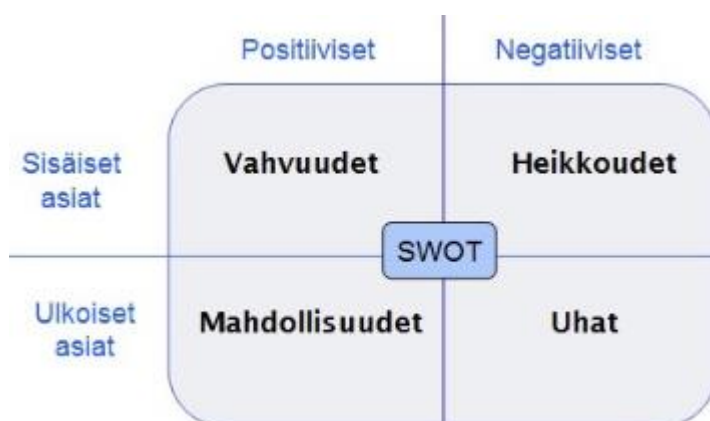 Positiiviset Negatiiviset
Sisäiset
asiat
Vahvuudet Heikkoudet
SWOT
Ulkoiset
asiat
Mahdollisuudet Uhat